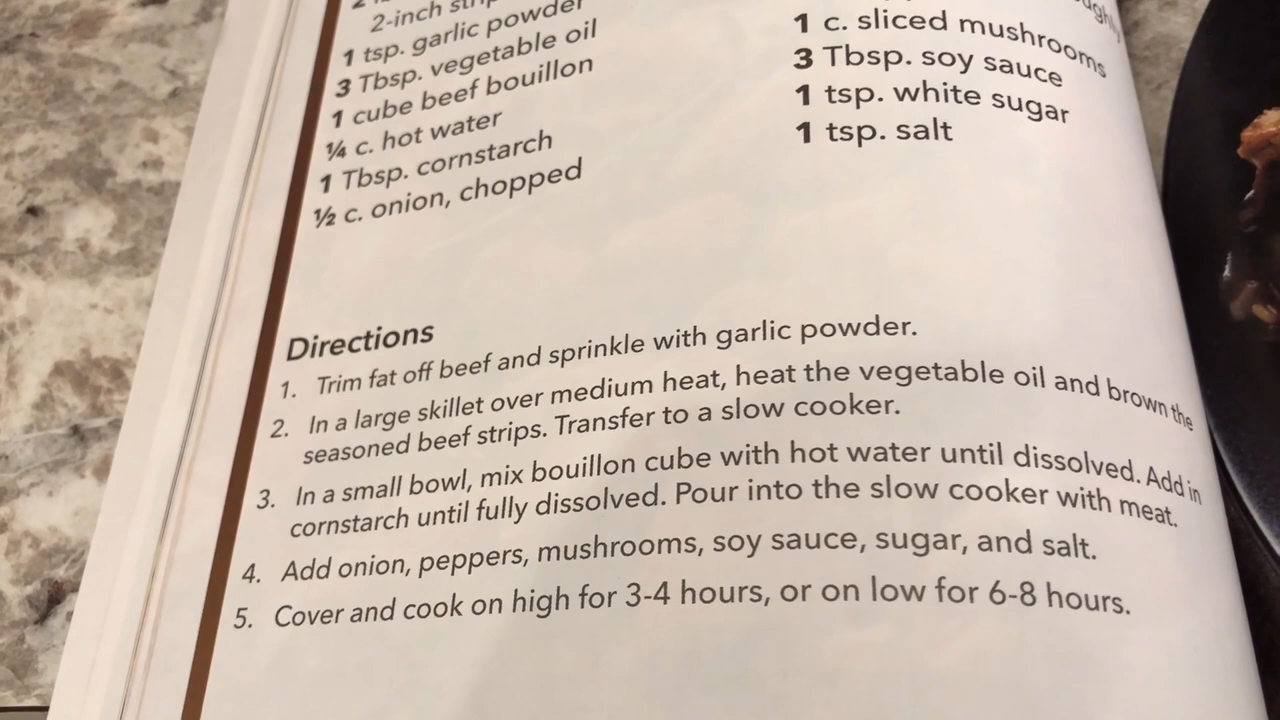 2-inch
1 tsp. garlic powder
3 Tbsp. vegetable oil
1 cube beef bouillon
¼ c. hot water
1 Tbsp. cornstarch
½ c. onion, chopped
1 c. sliced mushrooms
3 Tbsp. soy sauce
1 tsp. white sugar
1 tsp. salt
Directions
1. Trim fat off beef and sprinkle with garlic powder.
2. In a large skillet over medium heat, heat the vegetable oil and brown the
seasoned beef strips. Transfer to a slow cooker.
3. In a small bowl, mix bouillon cube with hot water until dissolved. Add in
cornstarch until fully dissolved. Pour into the slow cooker with meat.
4. Add onion, peppers, mushrooms, soy sauce, sugar, and salt.
5. Cover and cook on high for 3-4 hours, or on low for 6-8 hours.